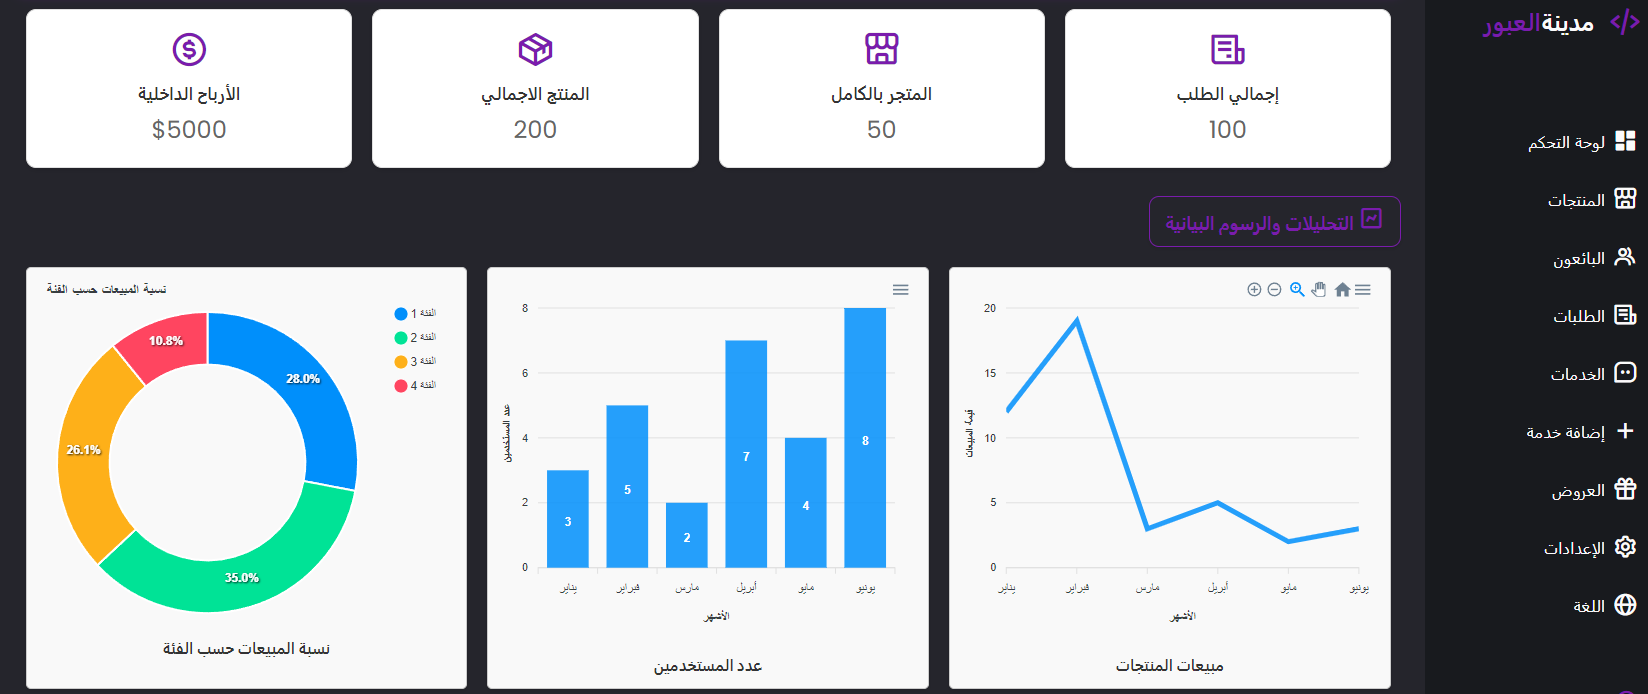 مدينةالعبور
لوحة التحكم
المنتجات
البائعون
الطلبات
الخدمات
إضافة خدمة
العروض
الإعدادات
اللغة
إجمالي الطلب
100
المتجر بالكامل
50
المنتج الاجمالي
200
الأرباح الداخلية
$5000
التحليلات والرسوم البيانية
20
15
10
5
0
قيمة المبيعات
يناير فبراير مارس أبريل مايو يونيو
الأشهر
مبيعات المنتجات
8
6
4
2
0
عدد المستخدمين
3 5 2 7 4 8
يناير فبراير مارس أبريل مايو يونيو
الأشهر
عدد المستخدمين
نسبة المبيعات حسب الفئة
الفئة 1
الفئة 2
الفئة 3
الفئة 4
10.8%
28.0%
26.1%
35.0%
نسبة المبيعات حسب الفئة